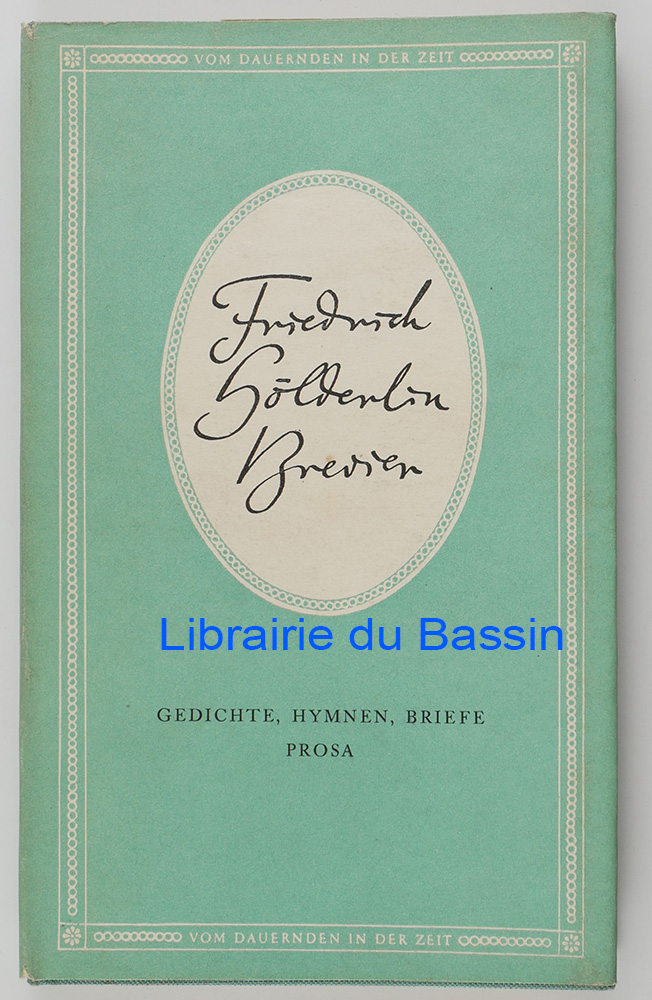 VOM DAUERNDEN IN DER ZEIT
Friedrich
Hölderlin
Brevier
Librairie du Bassin
GEDICHTE, HYMNEN, BRIEFE
PROSA
VOM DAUERNDEN IN DER ZEIT